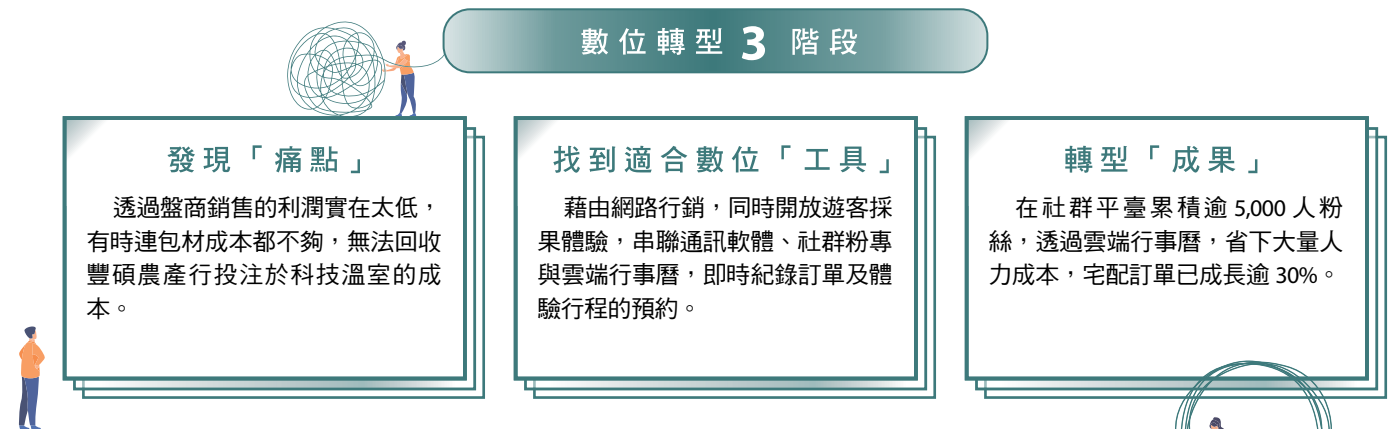 數位轉型 3 階段
發現「痛點」
透過盤商銷售的利潤實在太低，
有時連包材成本都不夠，無法回收
豐碩農產行投注於科技溫室的成
本。
找到適合數位「工具」
藉由網路行銷，同時開放遊客採
果體驗，串聯通訊軟體、社群粉專
與雲端行事曆，即時紀錄訂單及體
驗行程的預約。
轉型「成果」
在社群平臺累積逾 5,000 人粉
絲，透過雲端行事曆，省下大量人
力成本，宅配訂單已成長逾 30%。